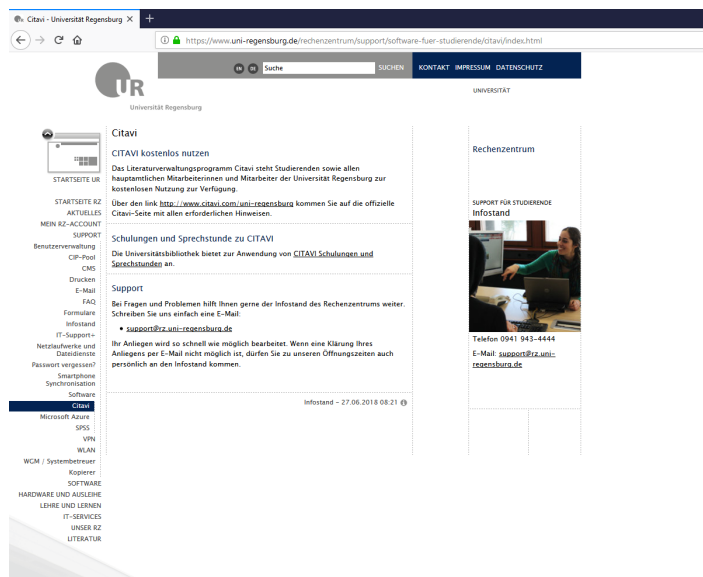 Citavi - Universität Regensburg
https://www.uni-regensburg.de/rechenzentrum/support/software-fuer-studierende/citavi/index.html
EN DE Suche SUCHEN
KONTAKT IMPRESSUM DATENSCHUTZ
UR
Universität Regensburg
UNIVERSITÄT
STARTSEITE UR
STARTSEITE RZ
AKTUELLES
MEIN RZ-ACCOUNT
SUPPORT
Benutzerverwaltung
CIP-Pool
CMS
Drucken
E-Mail
FAQ
Formulare
Infostand
IT-Support+
Netzlaufwerke und
Dateidienste
Passwort vergessen?
Smartphone
Synchronisation
Software
Citavi
Microsoft Azure
SPSS
VPN
WLAN
WGM / Systembetreuer
Kopierer
SOFTWARE
HARDWARE UND AUSLEIHE
LEHRE UND LERNEN
IT-SERVICES
UNSER RZ
LITERATUR
Citavi
CITAVI kostenlos nutzen
Das Literaturverwaltungsprogramm Citavi steht Studierenden sowie allen
hauptamtlichen Mitarbeiterinnen und Mitarbeiter der Universität Regensburg zur
kostenlosen Nutzung zur Verfügung.
Über den link http://www.citavi.com/uni-regensburg kommen Sie auf die offizielle
Citavi-Seite mit allen erforderlichen Hinweisen.
Schulungen und Sprechstunde zu CITAVI
Die Universitätsbibliothek bietet zur Anwendung von CITAVI Schulungen und
Sprechstunden an.
Support
Bei Fragen und Problemen hilft Ihnen gerne der Infostand des Rechenzentrums weiter.
Schreiben Sie uns einfach eine E-Mail:
• support@rz.uni-regensburg.de
Ihr Anliegen wird so schnell wie möglich bearbeitet. Wenn eine Klärung Ihres
Anliegens per E-Mail nicht möglich ist, dürfen Sie zu unseren Öffnungszeiten auch
persönlich an den Infostand kommen.
Infostand - 27.06.2018 08:21
Rechenzentrum
SUPPORT FÜR STUDIERENDE
Infostand
Telefon 0941 943-4444
E-Mail: support@rz.uni-
regensburg.de